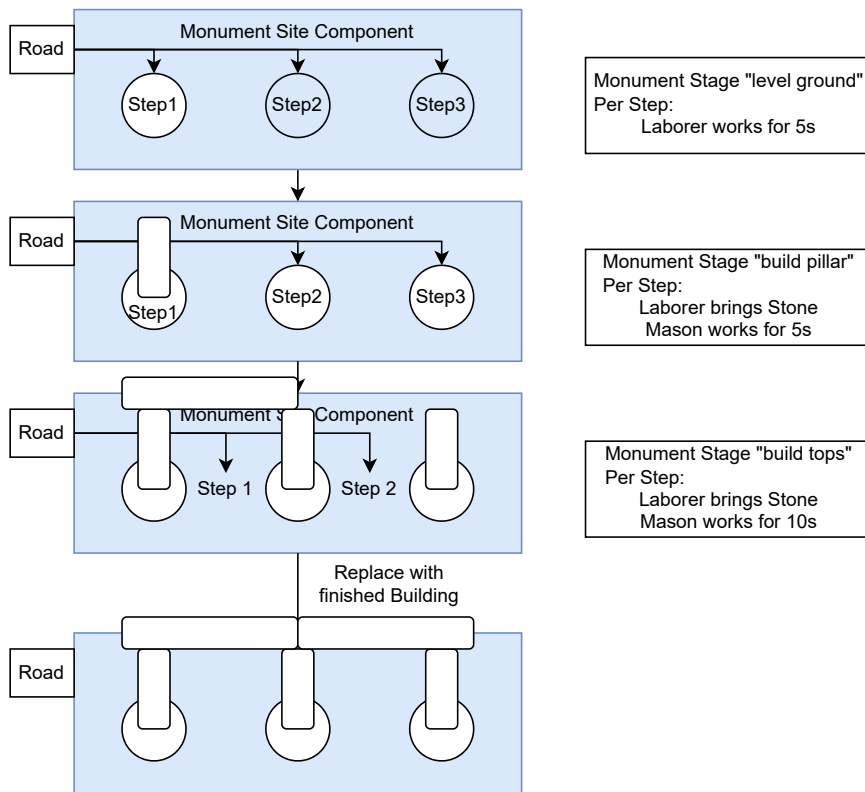 Monument Site Component
Road
Step1
Step2
Step3
Monument Stage "level ground"
Per Step:
Laborer works for 5s
Monument Site Component
Road
Step1
Step2
Step3
Monument Stage "build pillar"
Per Step:
Laborer brings Stone
Mason works for 5s
Monument Site Component
Road
Step 1
Step 2
Monument Stage "build tops"
Per Step:
Laborer brings Stone
Mason works for 10s
Replace with
finished Building
Road